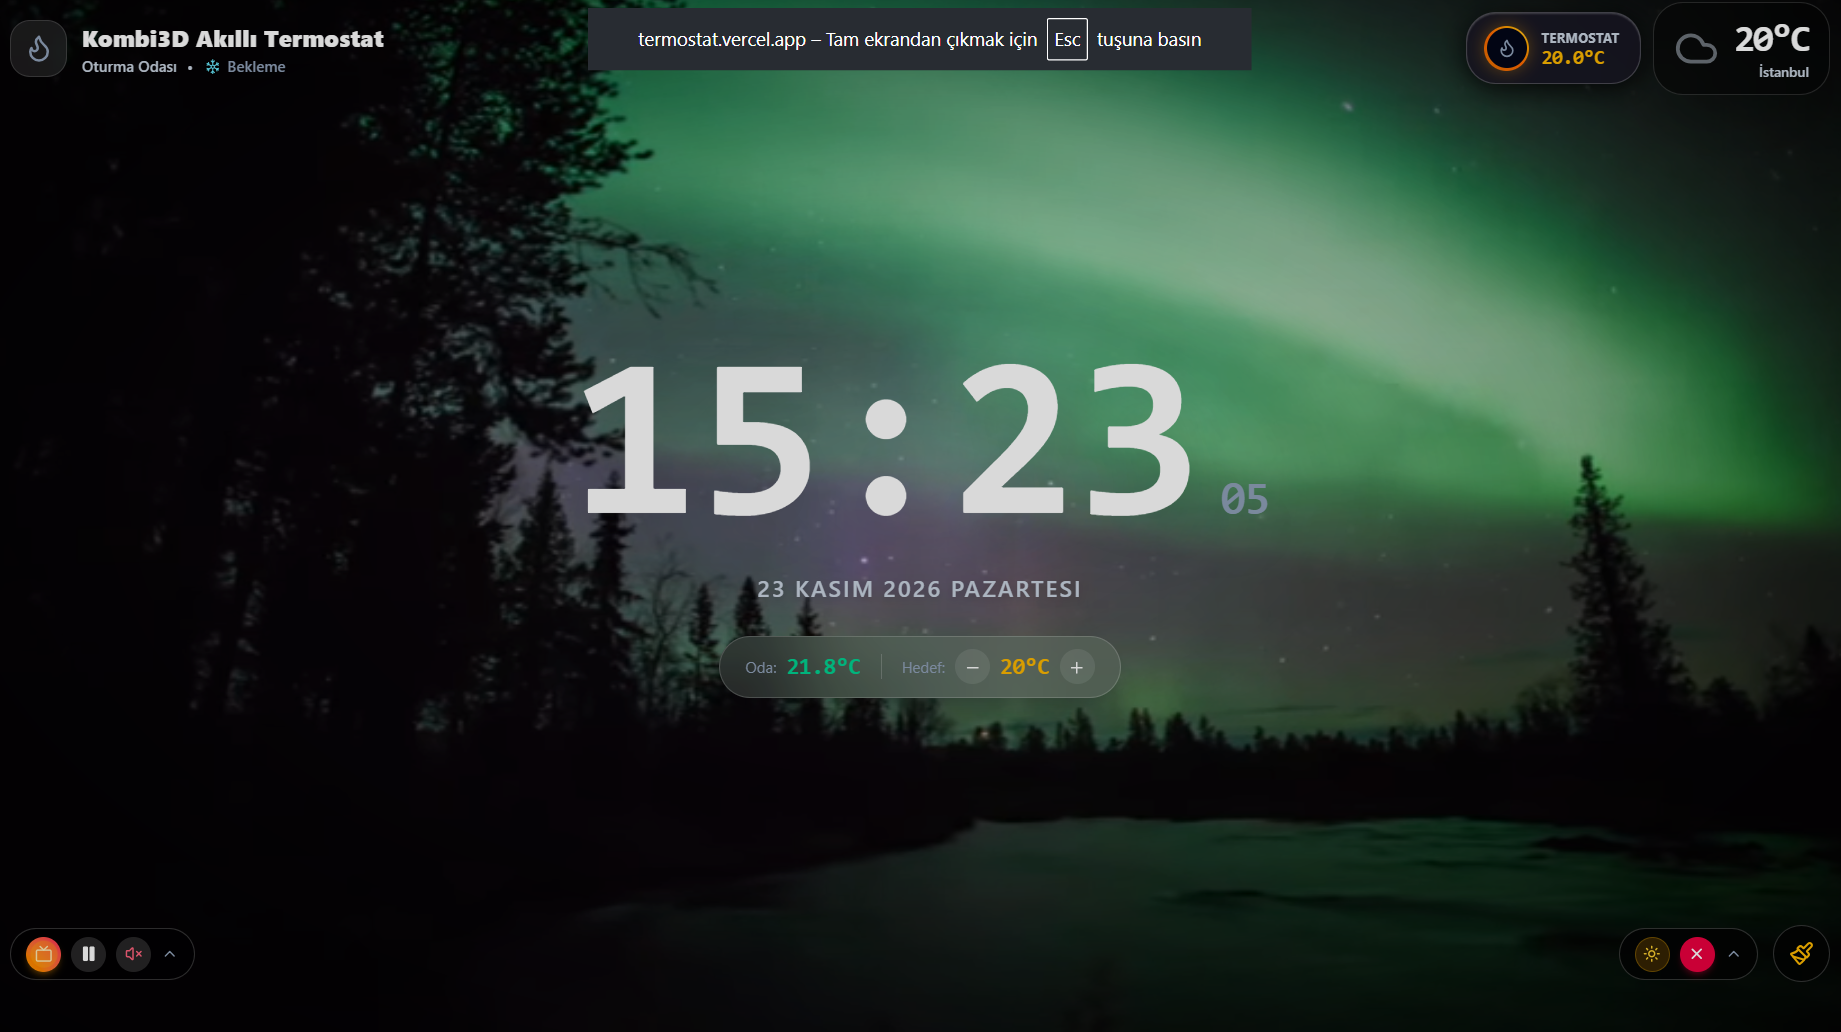 Kombi3D Akıllı Termostat
Oturma Odası • Bekleme
termostat.vercel.app – Tam ekrandan çıkmak için Esc tuşuna basın
TERMOSTAT
20.0°C
20°C
İstanbul
15:23 05
23 KASIM 2026 PAZARTESI
Oda: 21.8°C Hedef: − 20°C +